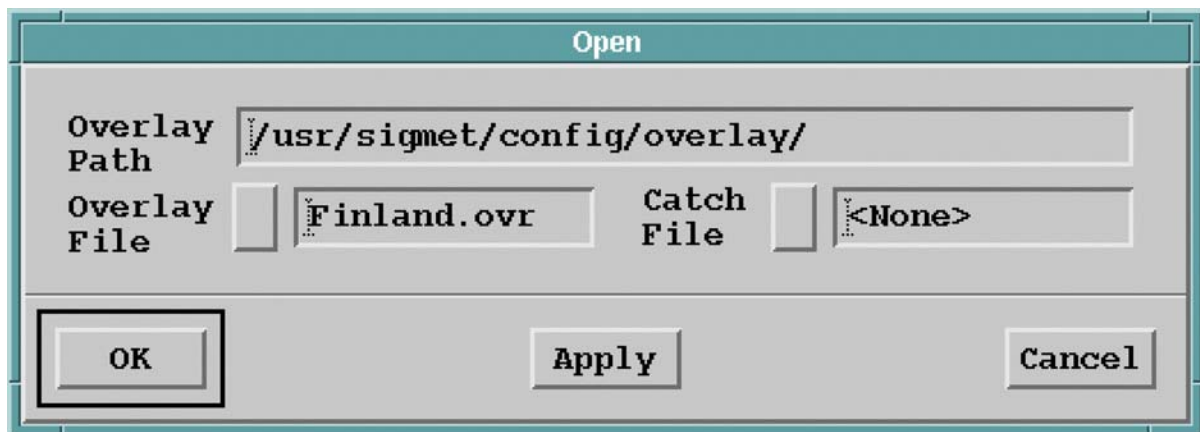 Open
Overlay Path
/usr/sigmet/config/overlay/
Overlay File
Finland.ovr
Catch File
<None>
OK
Apply
Cancel